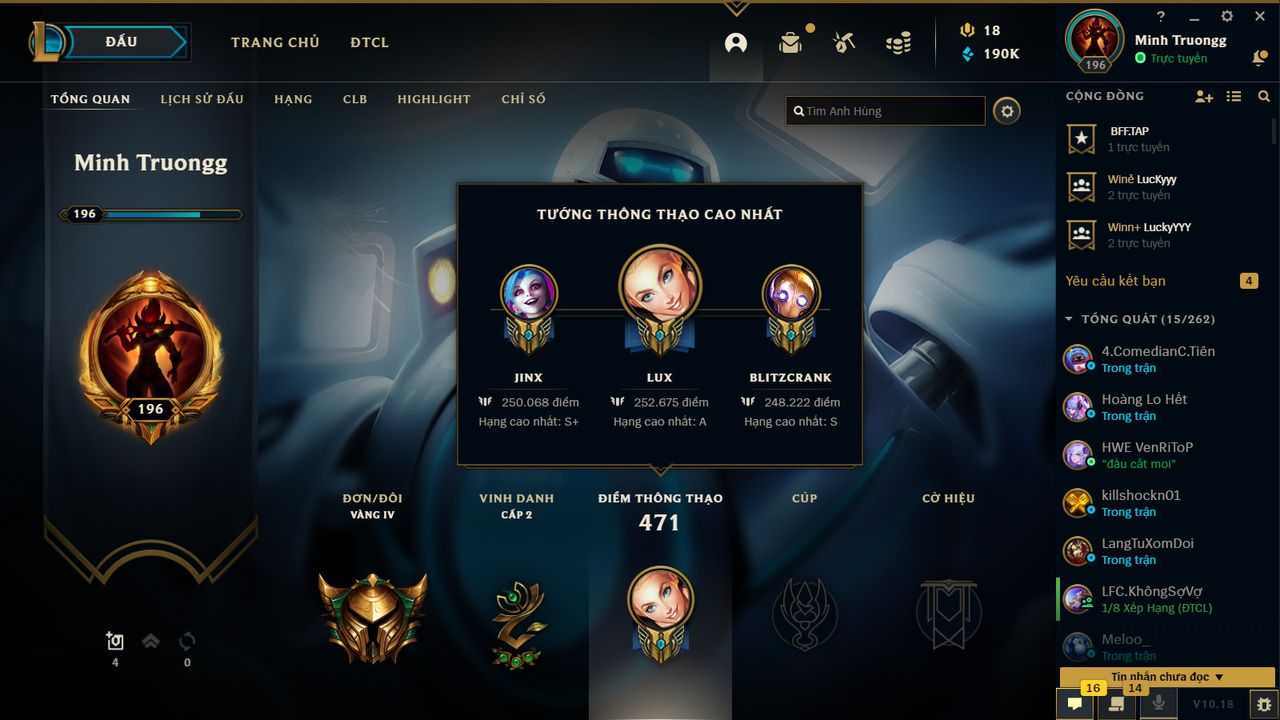 ĐẤU
TRANG CHỦ
ĐTCL
18
190K
?
Minh Truongg
Trực tuyến
196
TỔNG QUAN
LỊCH SỬ ĐẤU
HẠNG
CLB
HIGHLIGHT
CHỈ SỐ
Tìm Anh Hùng
CỘNG ĐỒNG
Minh Truongg
196
196
TƯỚNG THÔNG THẠO CAO NHẤT
JINX
250.068 điểm
Hạng cao nhất: S+
LUX
252.675 điểm
Hạng cao nhất: A
BLITZCRANK
248.222 điểm
Hạng cao nhất: S
ĐƠN/ĐÔI
VÀNG IV
VINH DANH
CẤP 2
ĐIỂM THÔNG THẠO
471
CÚP
CỜ HIỆU
4
0
BFF.TAP
1 trực tuyến
Winè LucKyyy
2 trực tuyến
Winn+ LuckyYYY
2 trực tuyến
Yêu cầu kết bạn
4
TỔNG QUÁT (15/262)
4.ComedianC.Tiên
Trong trận
Hoàng Lo Hết
Trong trận
HWE VenRiToP
"đầu cắt moi"
killshockn01
Trong trận
LangTuXomDoi
Trong trận
LFC.KhôngSợVợ
1/8 Xếp Hạng (ĐTCL)
Meloo_
Trong trận
Tin nhắn chưa đọc
16
14
V10.18